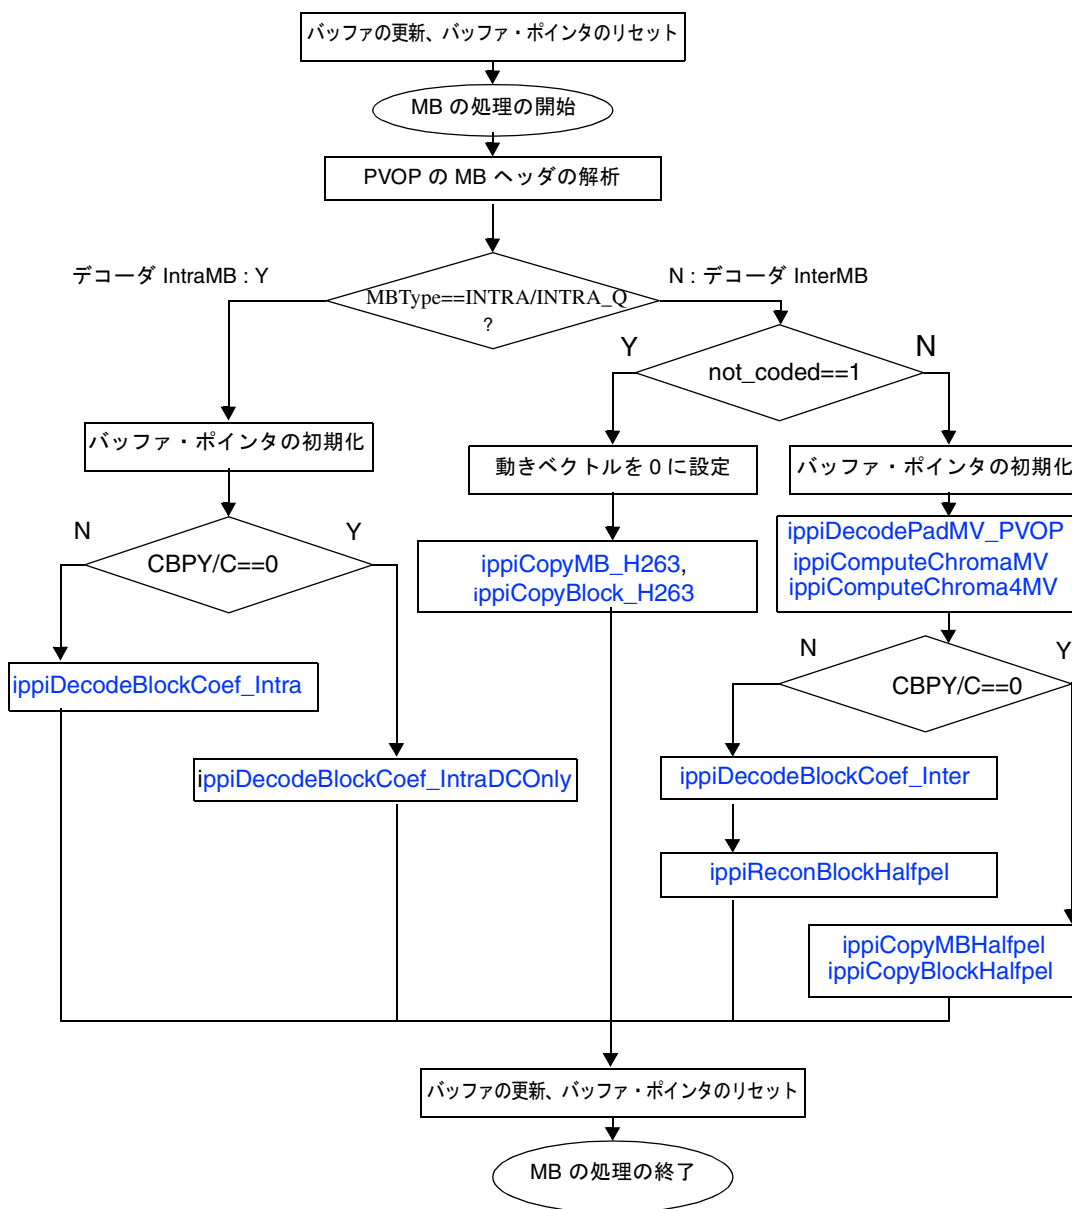 バッファの更新、バッファ・ポインタのリセット
MB の処理の開始
PVOP の MB ヘッダの解析
デコーダ IntraMB : Y
N : デコーダ InterMB
MBType==INTRA/INTRA_Q
?
Y
N
not_coded==1
バッファ・ポインタの初期化
動きベクトルを 0 に設定
バッファ・ポインタの初期化
N
Y
CBPY/C==0
ippiCopyMB_H263,
ippiCopyBlock_H263
ippiDecodePadMV_PVOP
ippiComputeChromaMV
ippiComputeChroma4MV
N
Y
CBPY/C==0
ippiDecodeBlockCoef_Intra
ippiDecodeBlockCoef_IntraDCOnly
ippiDecodeBlockCoef_Inter
ippiReconBlockHalfpel
ippiCopyMBHalfpel
ippiCopyBlockHalfpel
バッファの更新、バッファ・ポインタのリセット
MB の処理の終了